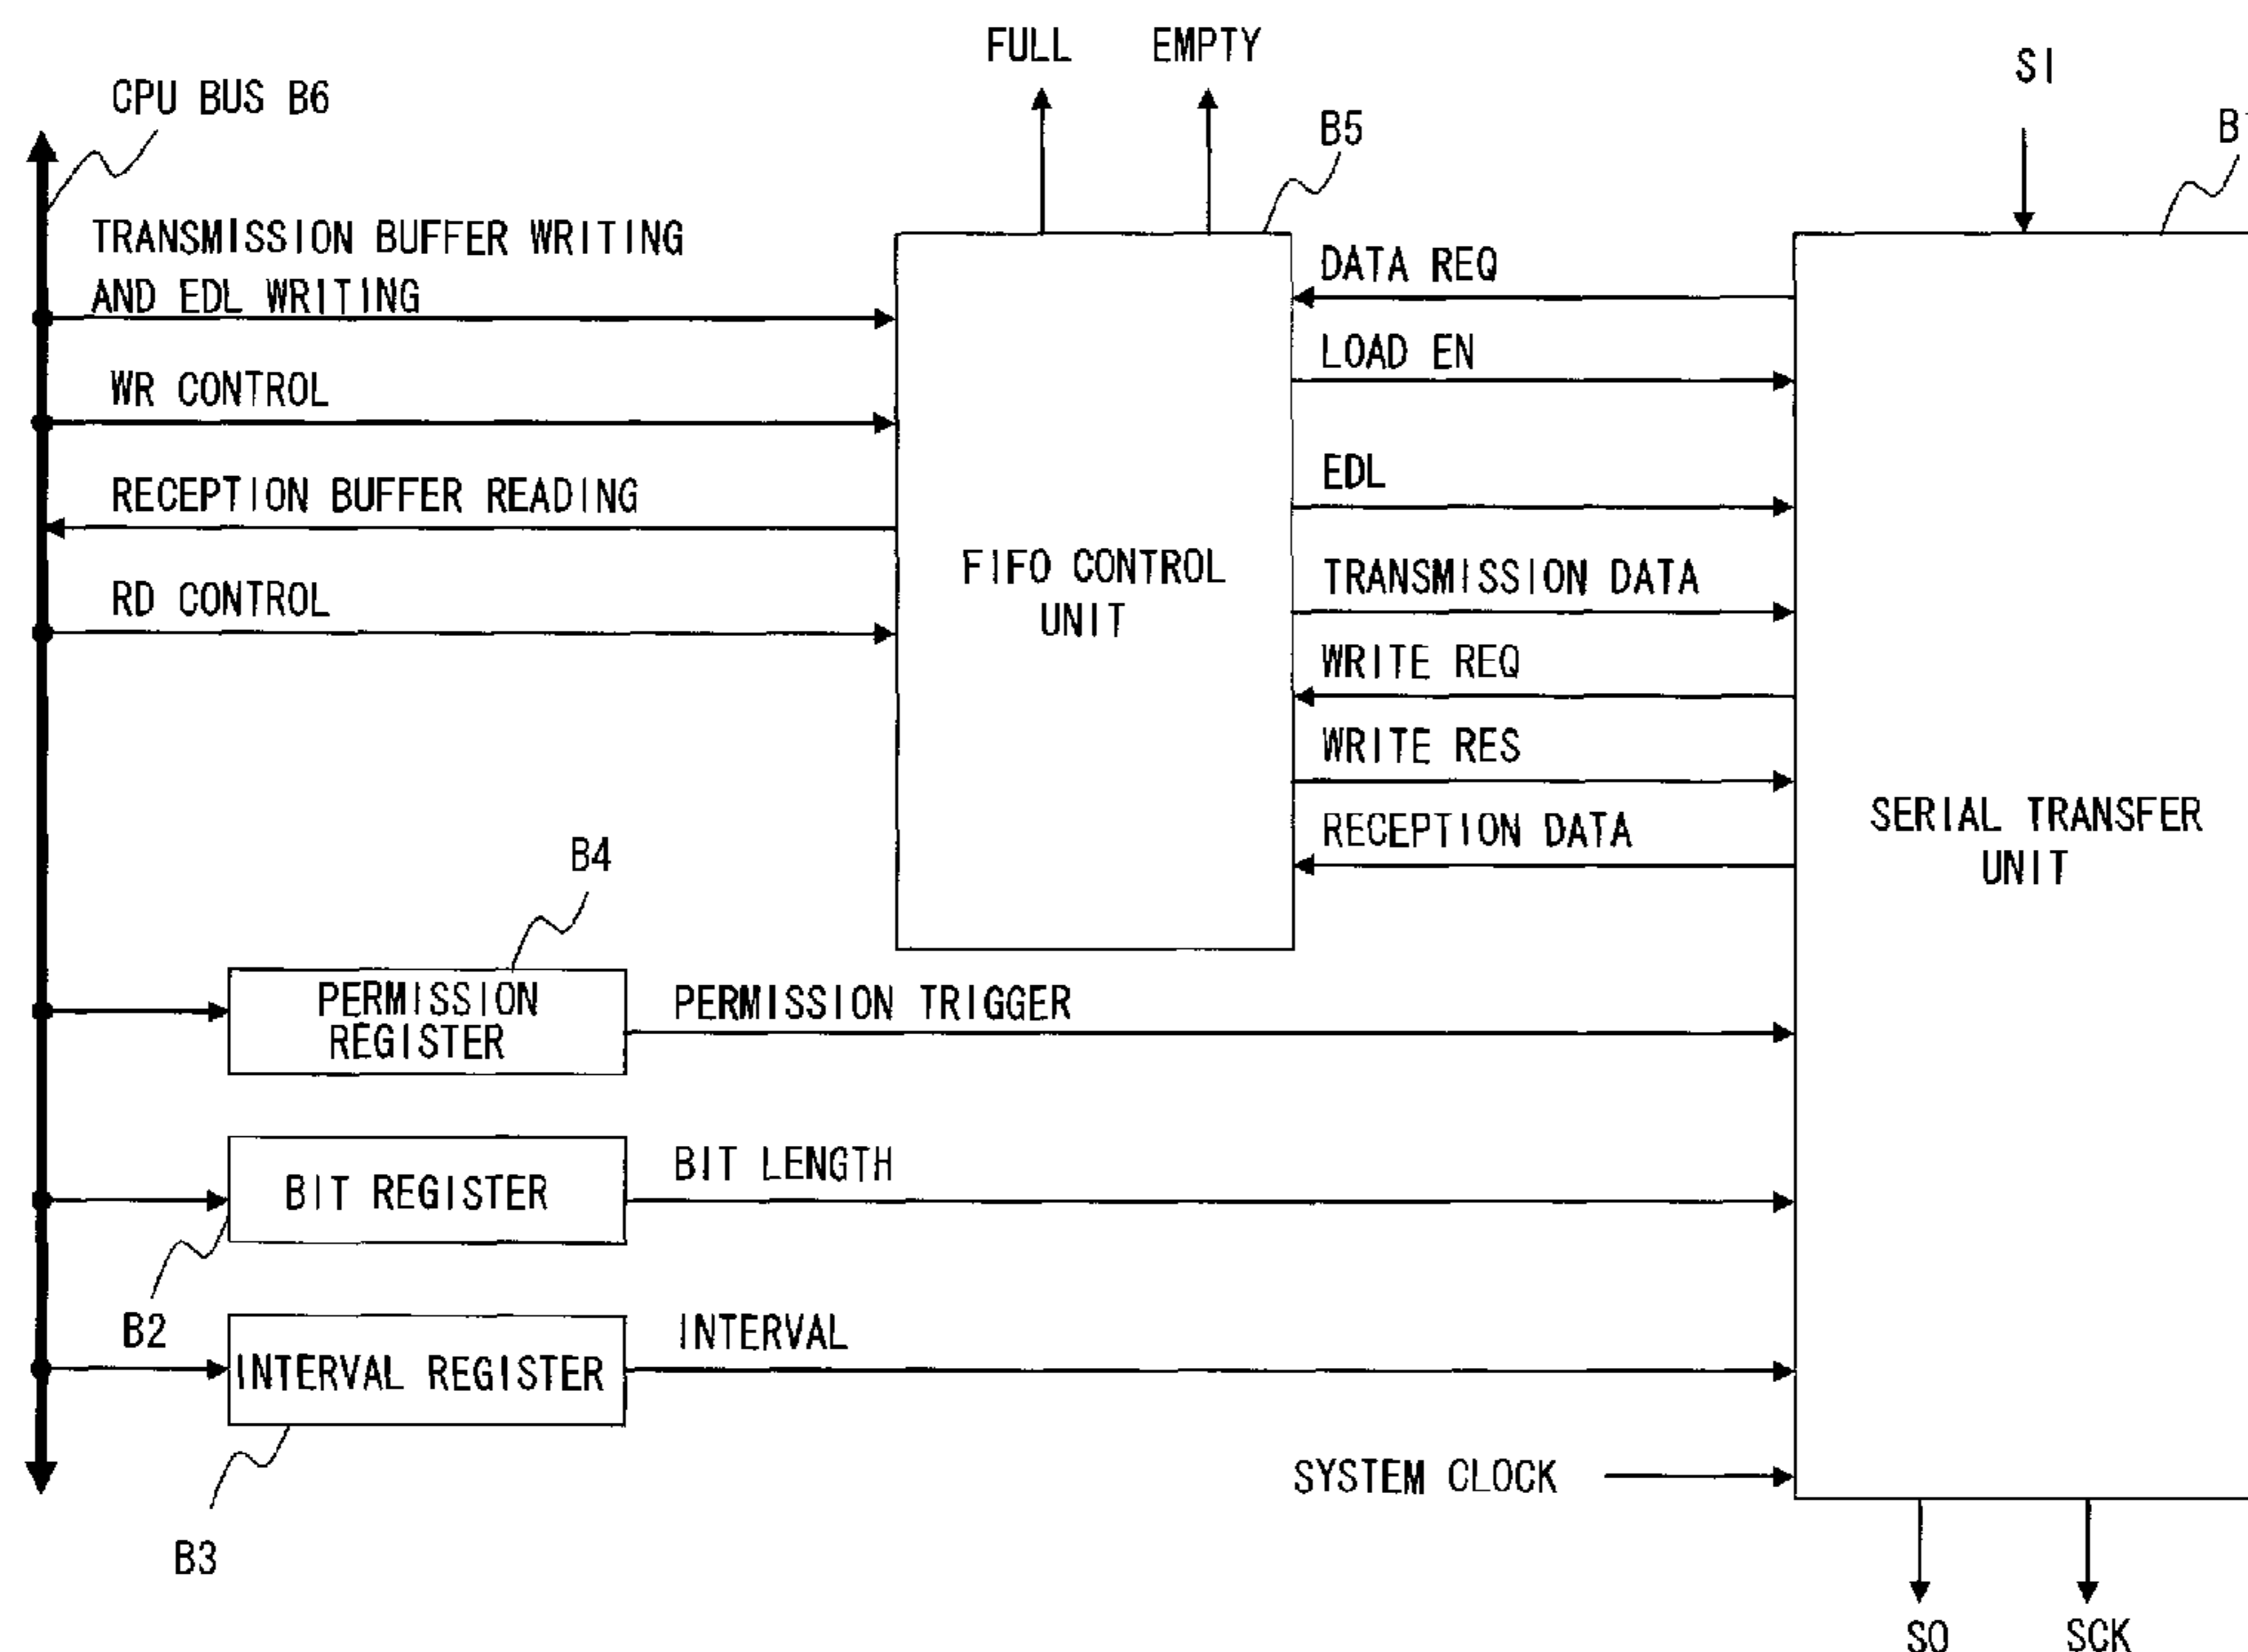 FULL
EMPTY
SI
CPU BUS B6
B5
TRANSMISSION BUFFER WRITING
AND EDL WRITING
DATA REQ
LOAD EN
WR CONTROL
EDL
RECEPTION BUFFER READING
FIFO CONTROL
UNIT
TRANSMISSION DATA
RD CONTROL
WRITE REQ
WRITE RES
RECEPTION DATA
SERIAL TRANSFER
UNIT
B4
PERMISSION
REGISTER
PERMISSION TRIGGER
BIT REGISTER
BIT LENGTH
B2
INTERVAL REGISTER
INTERVAL
SYSTEM CLOCK
B3
SO
SCK